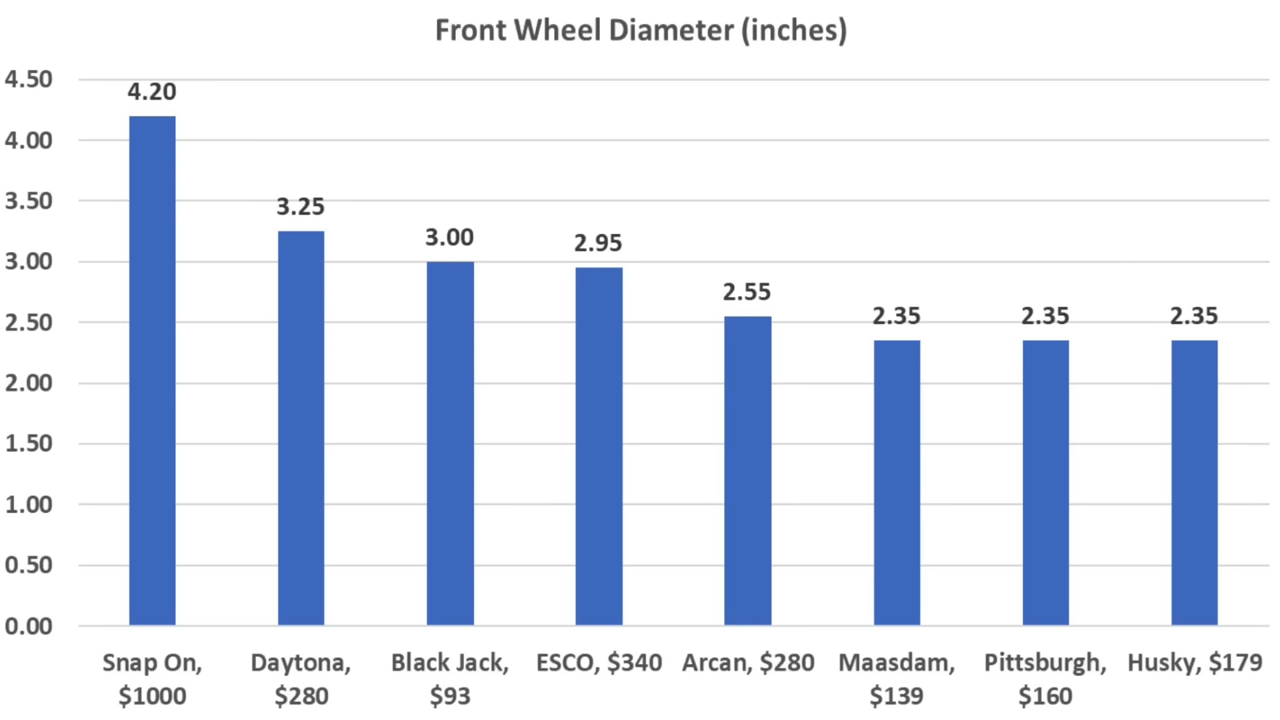 Front Wheel Diameter (inches)
4.50
4.00
3.50
3.00
2.50
2.00
1.50
1.00
0.50
0.00
4.20
3.25
3.00
2.95
2.55
2.35
2.35
2.35
Snap On,
$1000
Daytona,
$280
Black Jack,
$93
ESCO, $340
Arcan, $280
Maasdam,
$139
Pittsburgh,
$160
Husky, $179